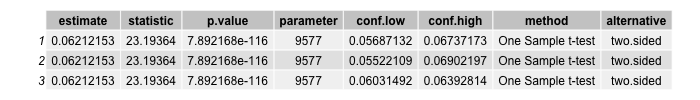 estimate statistic p.value parameter conf.low conf.high method alternative
1 0.06212153 23.19364 7.892168e-116 9577 0.05687132 0.06737173 One Sample t-test two.sided
2 0.06212153 23.19364 7.892168e-116 9577 0.05522109 0.06902197 One Sample t-test two.sided
3 0.06212153 23.19364 7.892168e-116 9577 0.06031492 0.06392814 One Sample t-test two.sided